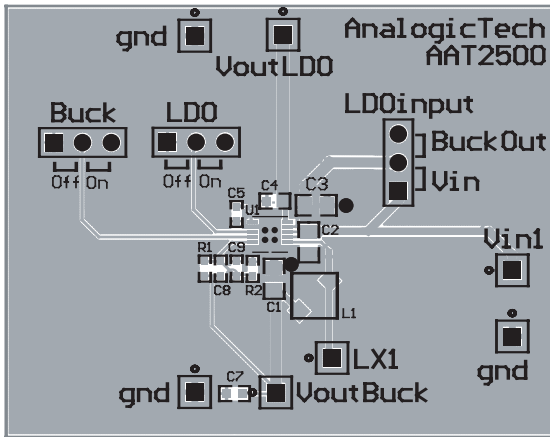 gnd
VoutLDO
AnalogicTech
AAT2500
Buck
LDO
LDOinput
Off On
Off On
BuckOut
Vin
C5
C4
C3
U1
C2
Vin1
R1
C9
C8
R2
C1
L1
LX1
gnd
gnd
C7
VoutBuck